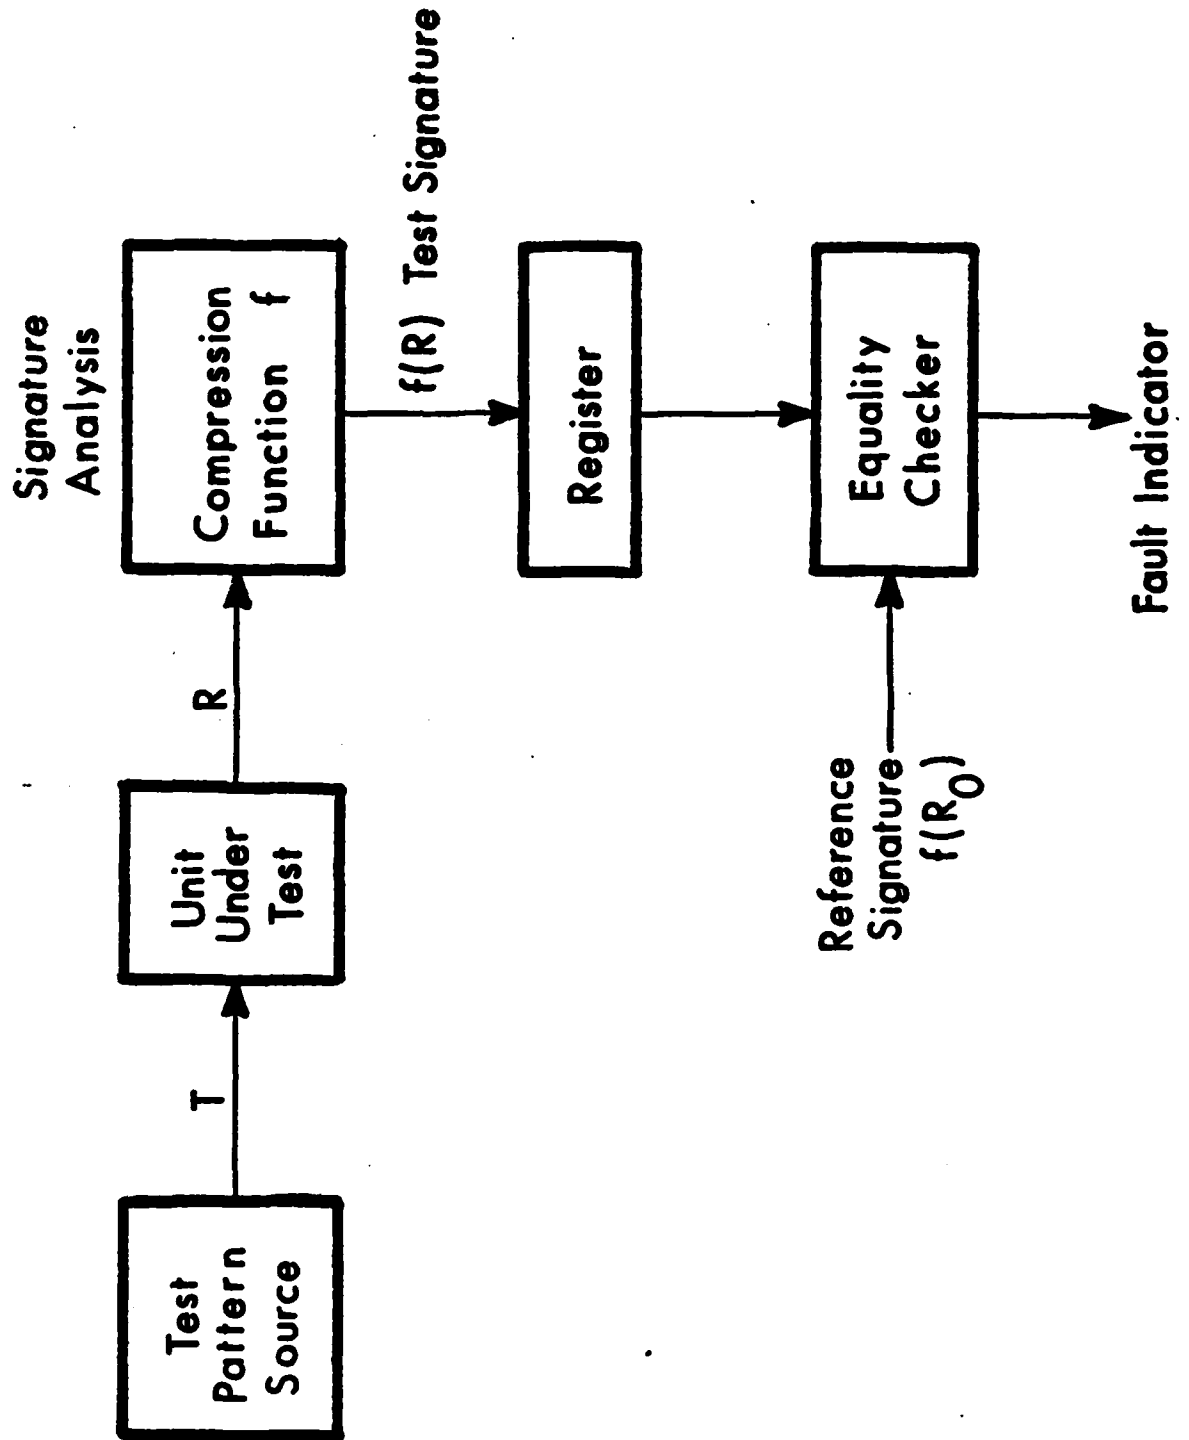 Signature
Analysis
Test
Pattern
Source
T
Unit
Under
Test
R
Compression
Function f
f(R) Test Signature
Register
Reference
Signature
f(R₀)
Equality
Checker
Fault Indicator